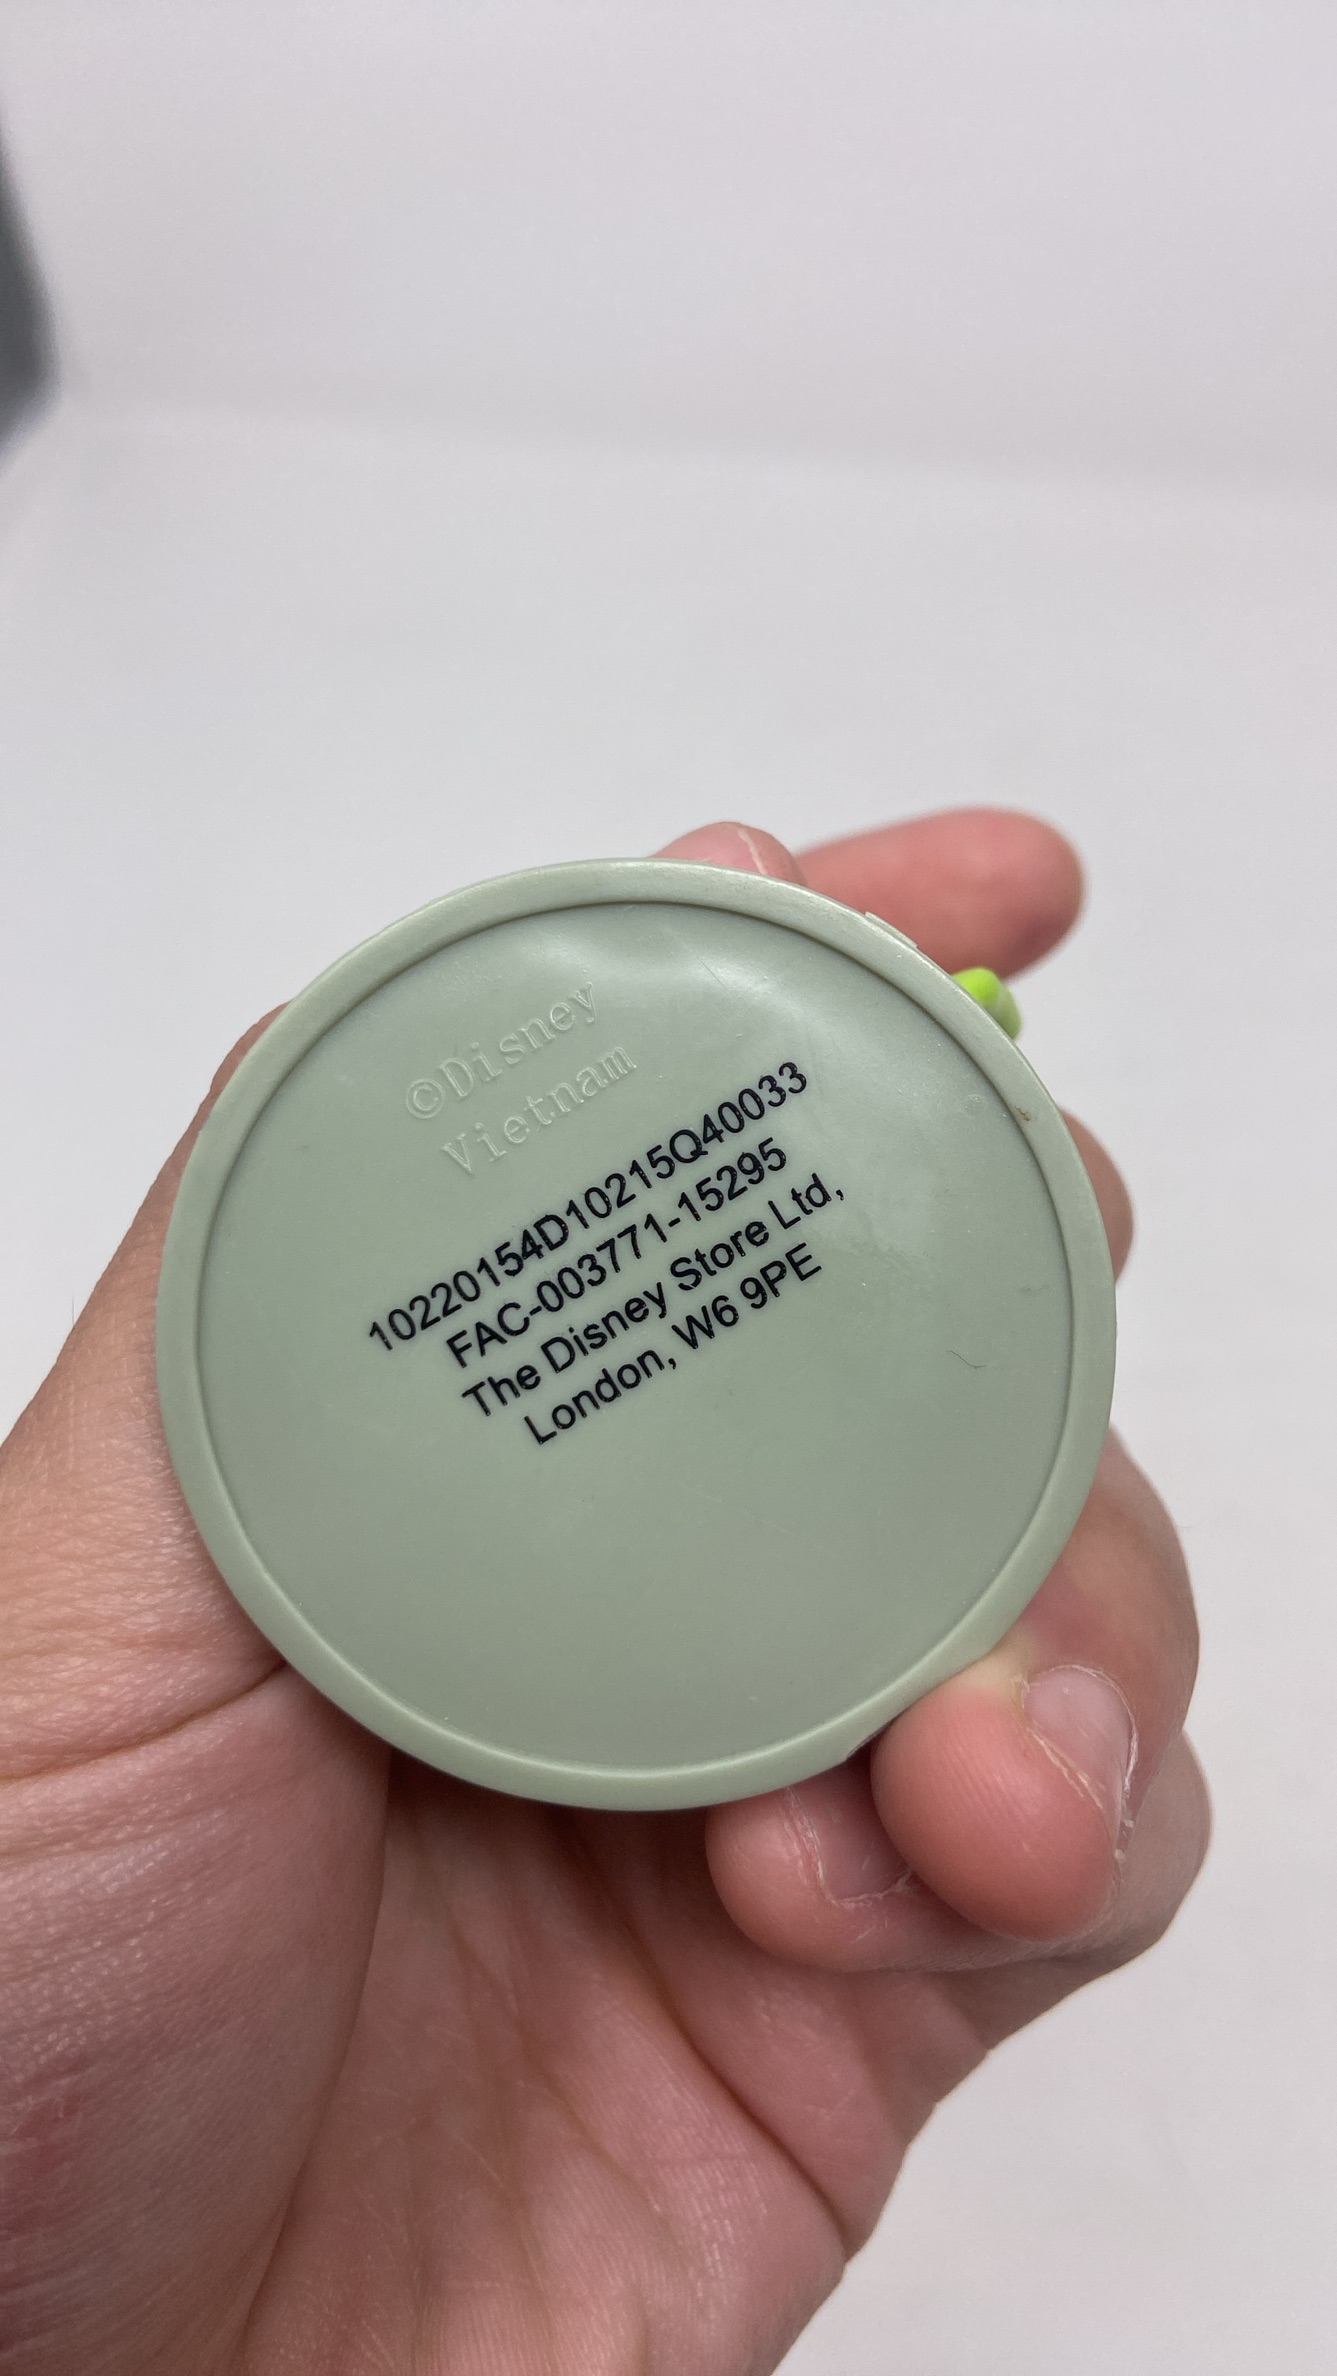 ©Disney
Vietnam
10220154D10215Q40033
FAC-003771-15295
The Disney Store Ltd,
London, W6 9PE